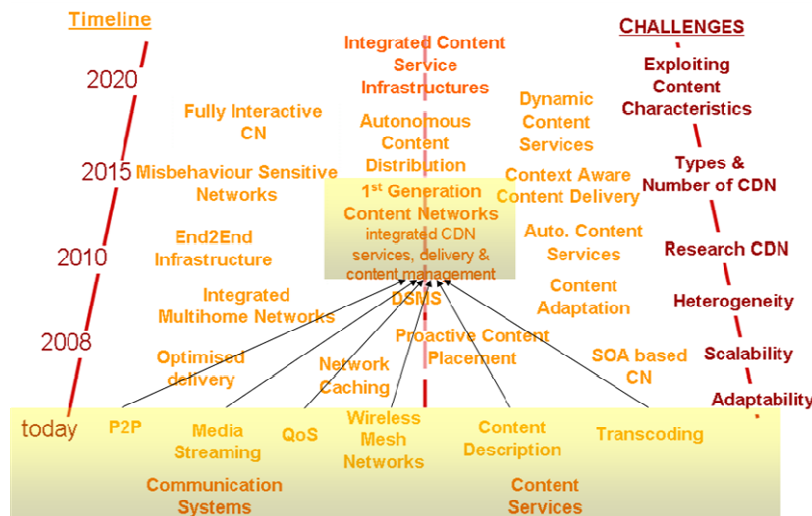 Timeline
CHALLENGES
2020
Integrated Content
Service
Infrastructures
Exploiting
Content
Characteristics
Fully Interactive
CN
Autonomous
Content
Distribution
Dynamic
Content
Services
2015
Misbehaviour Sensitive
Networks
1st Generation
Content Networks
integrated CDN
services, delivery &
content management
Context Aware
Content Delivery
Types &
Number of CDN
2010
End2End
Infrastructure
Auto. Content
Services
Research CDN
Integrated
Multihome Networks
DSMS
Content
Adaptation
Heterogeneity
2008
Optimised
delivery
Network
Caching
Proactive Content
Placement
SOA based
CN
Scalability
Adaptability
today
P2P
Media
Streaming
QoS
Wireless
Mesh
Networks
Content
Description
Transcoding
Communication
Systems
Content
Services